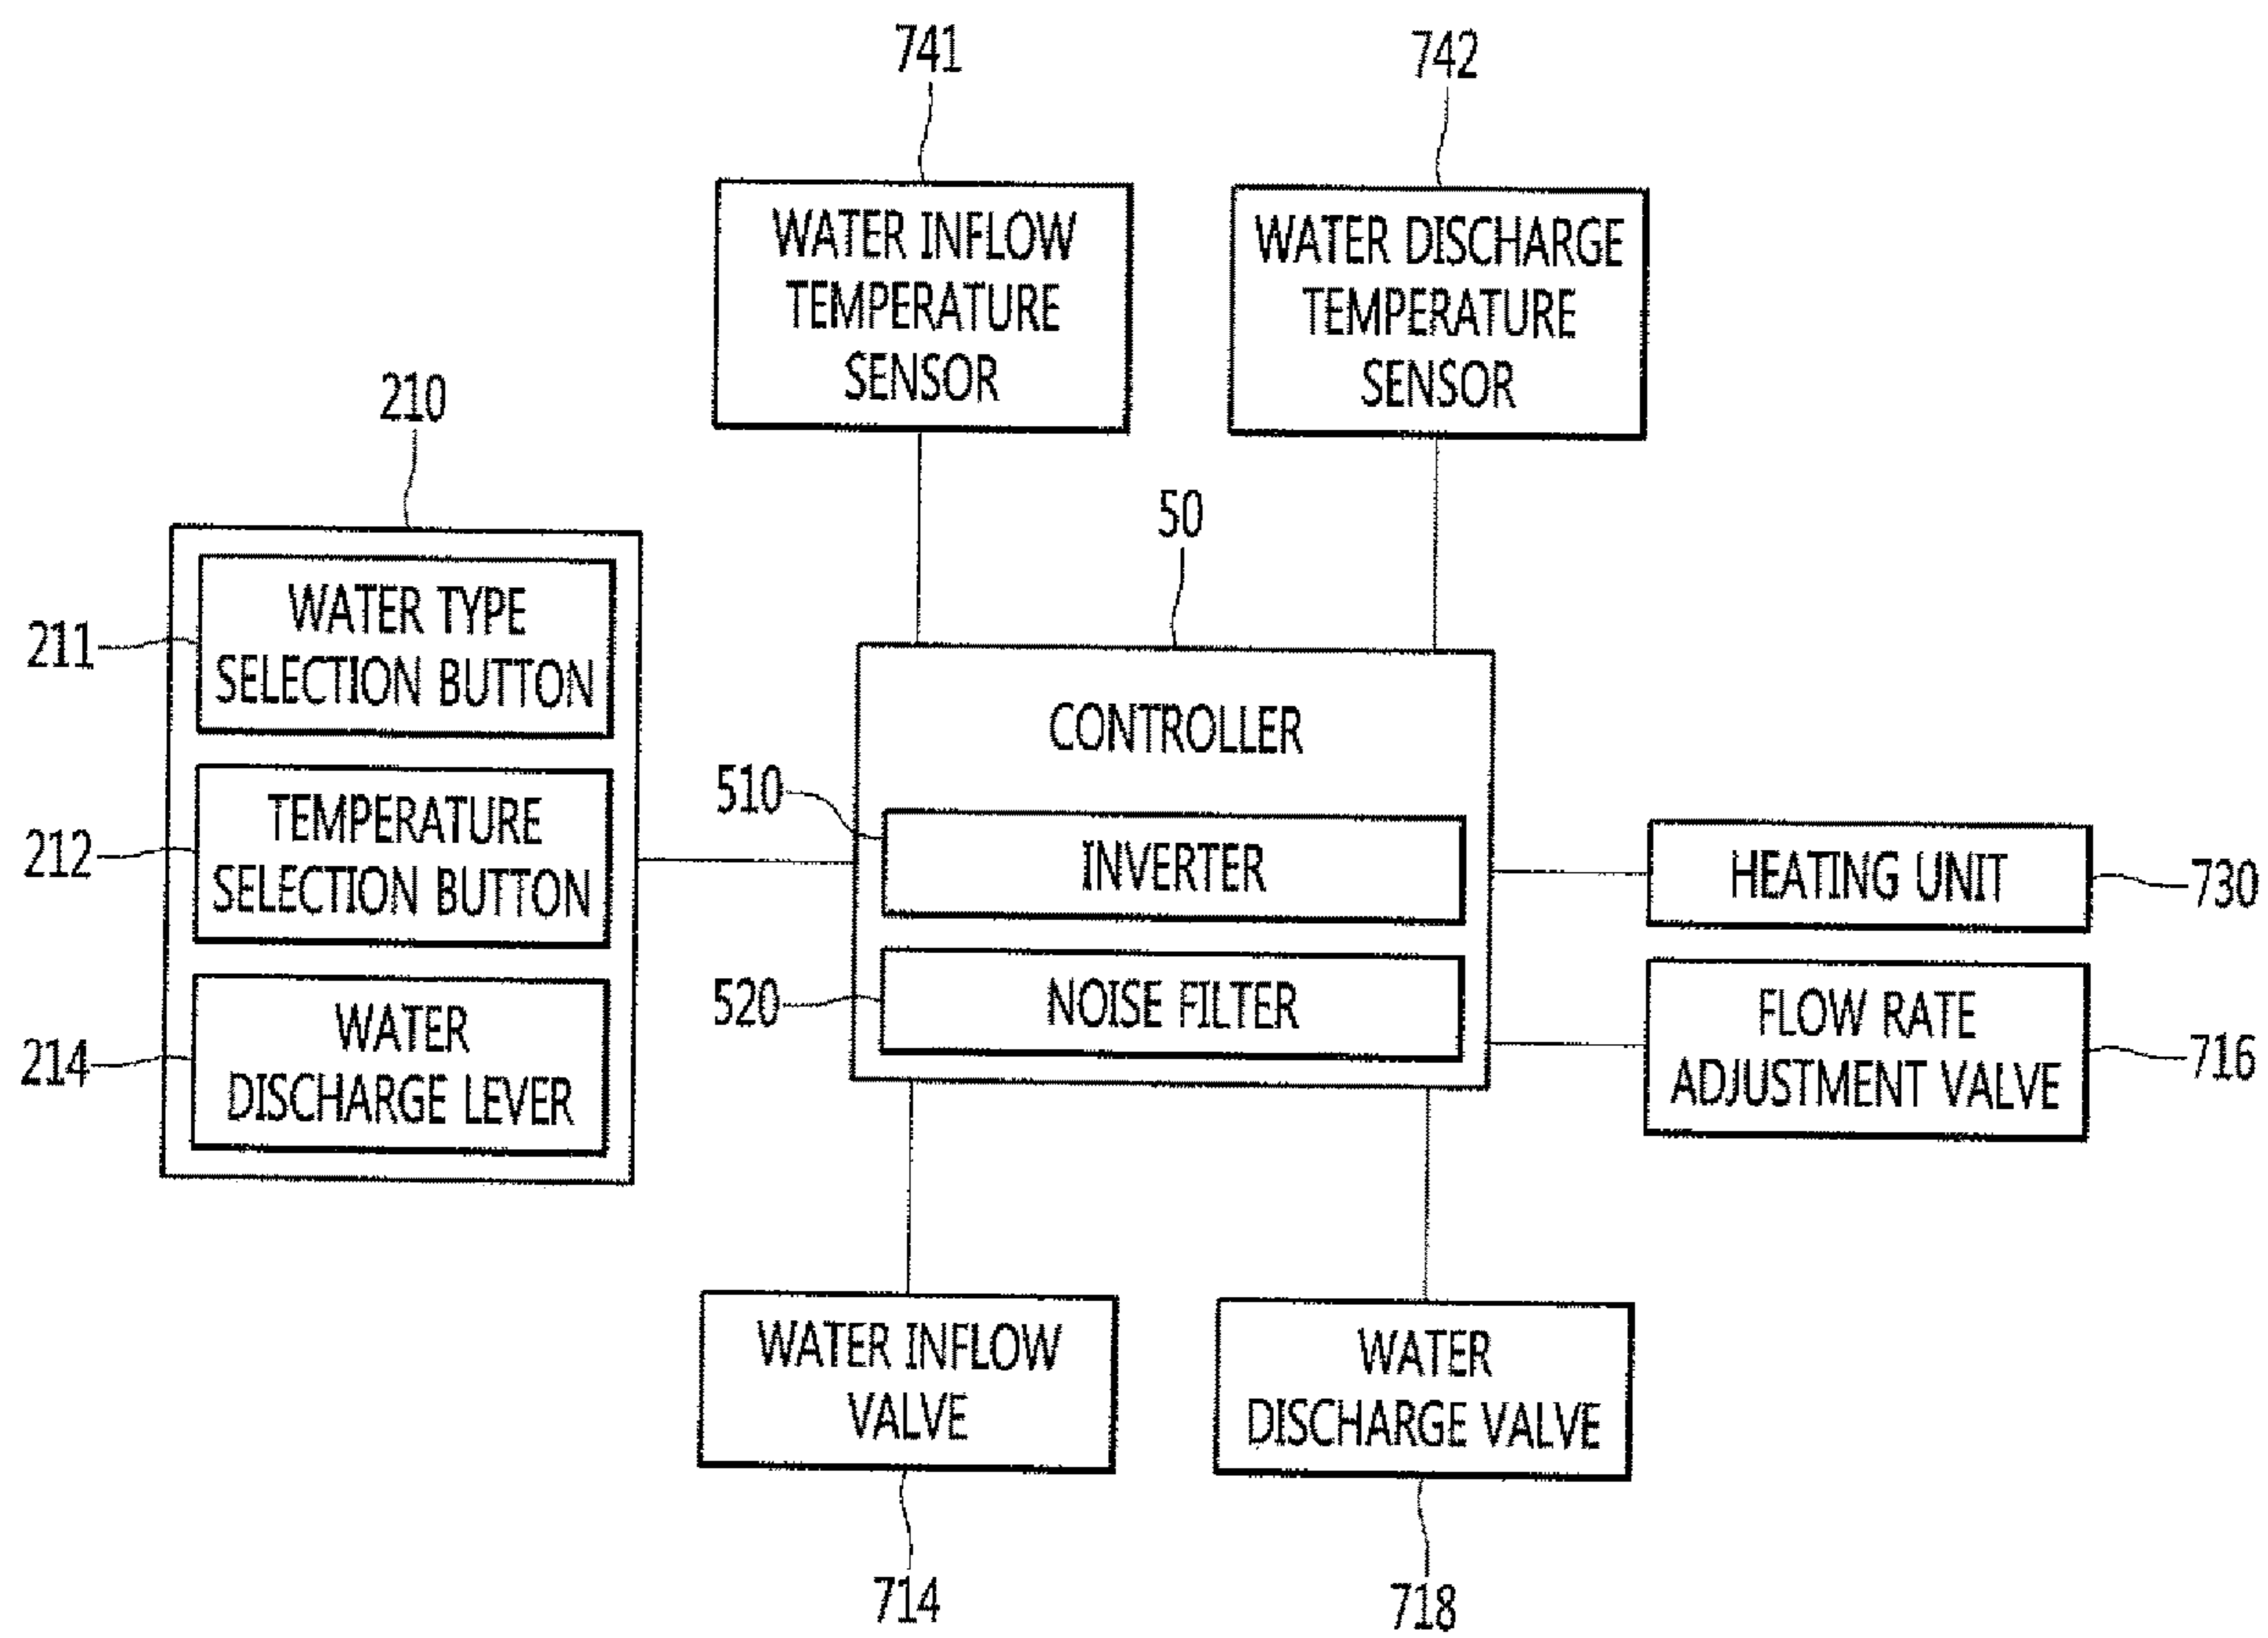 741
742
WATER INFLOW
TEMPERATURE
SENSOR
WATER DISCHARGE
TEMPERATURE
SENSOR
210
50
211
WATER TYPE
SELECTION BUTTON
212
TEMPERATURE
SELECTION BUTTON
214
WATER
DISCHARGE LEVER
CONTROLLER
510
INVERTER
520
NOISE FILTER
HEATING UNIT
730
FLOW RATE
ADJUSTMENT VALVE
716
WATER INFLOW
VALVE
WATER
DISCHARGE VALVE
714
718